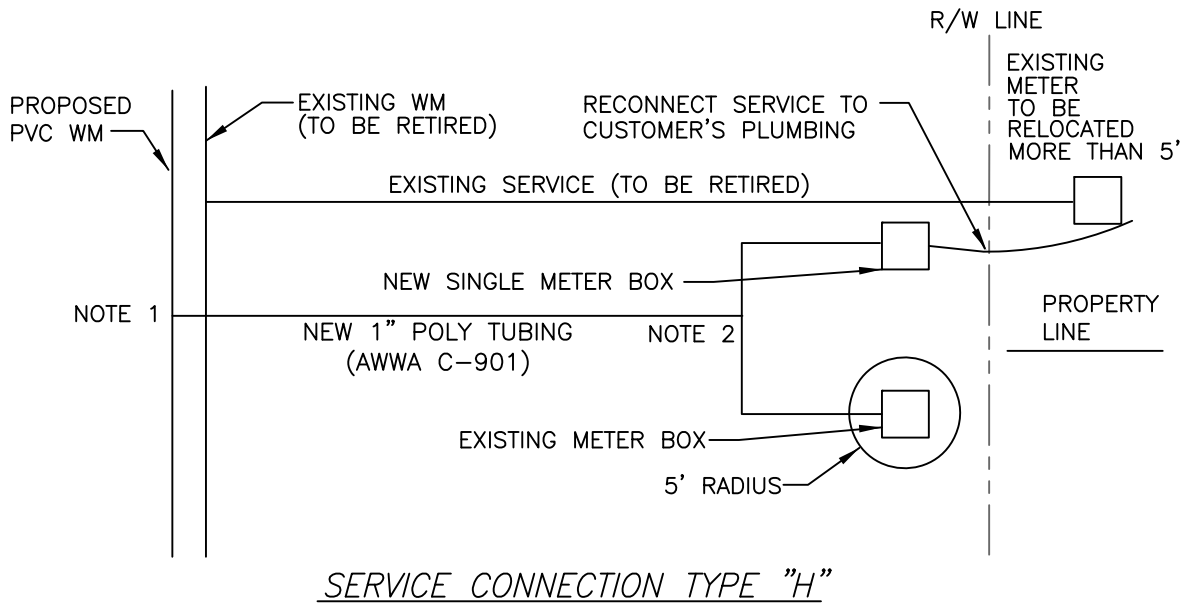 R/W LINE
PROPOSED
PVC WM
EXISTING WM
(TO BE RETIRED)
RECONNECT SERVICE TO
CUSTOMER'S PLUMBING
EXISTING
METER
TO BE
RELOCATED
MORE THAN 5'
EXISTING SERVICE (TO BE RETIRED)
NEW SINGLE METER BOX
NOTE 1
NEW 1" POLY TUBING
(AWWA C-901)
NOTE 2
PROPERTY
LINE
EXISTING METER BOX
5' RADIUS
SERVICE CONNECTION TYPE "H"